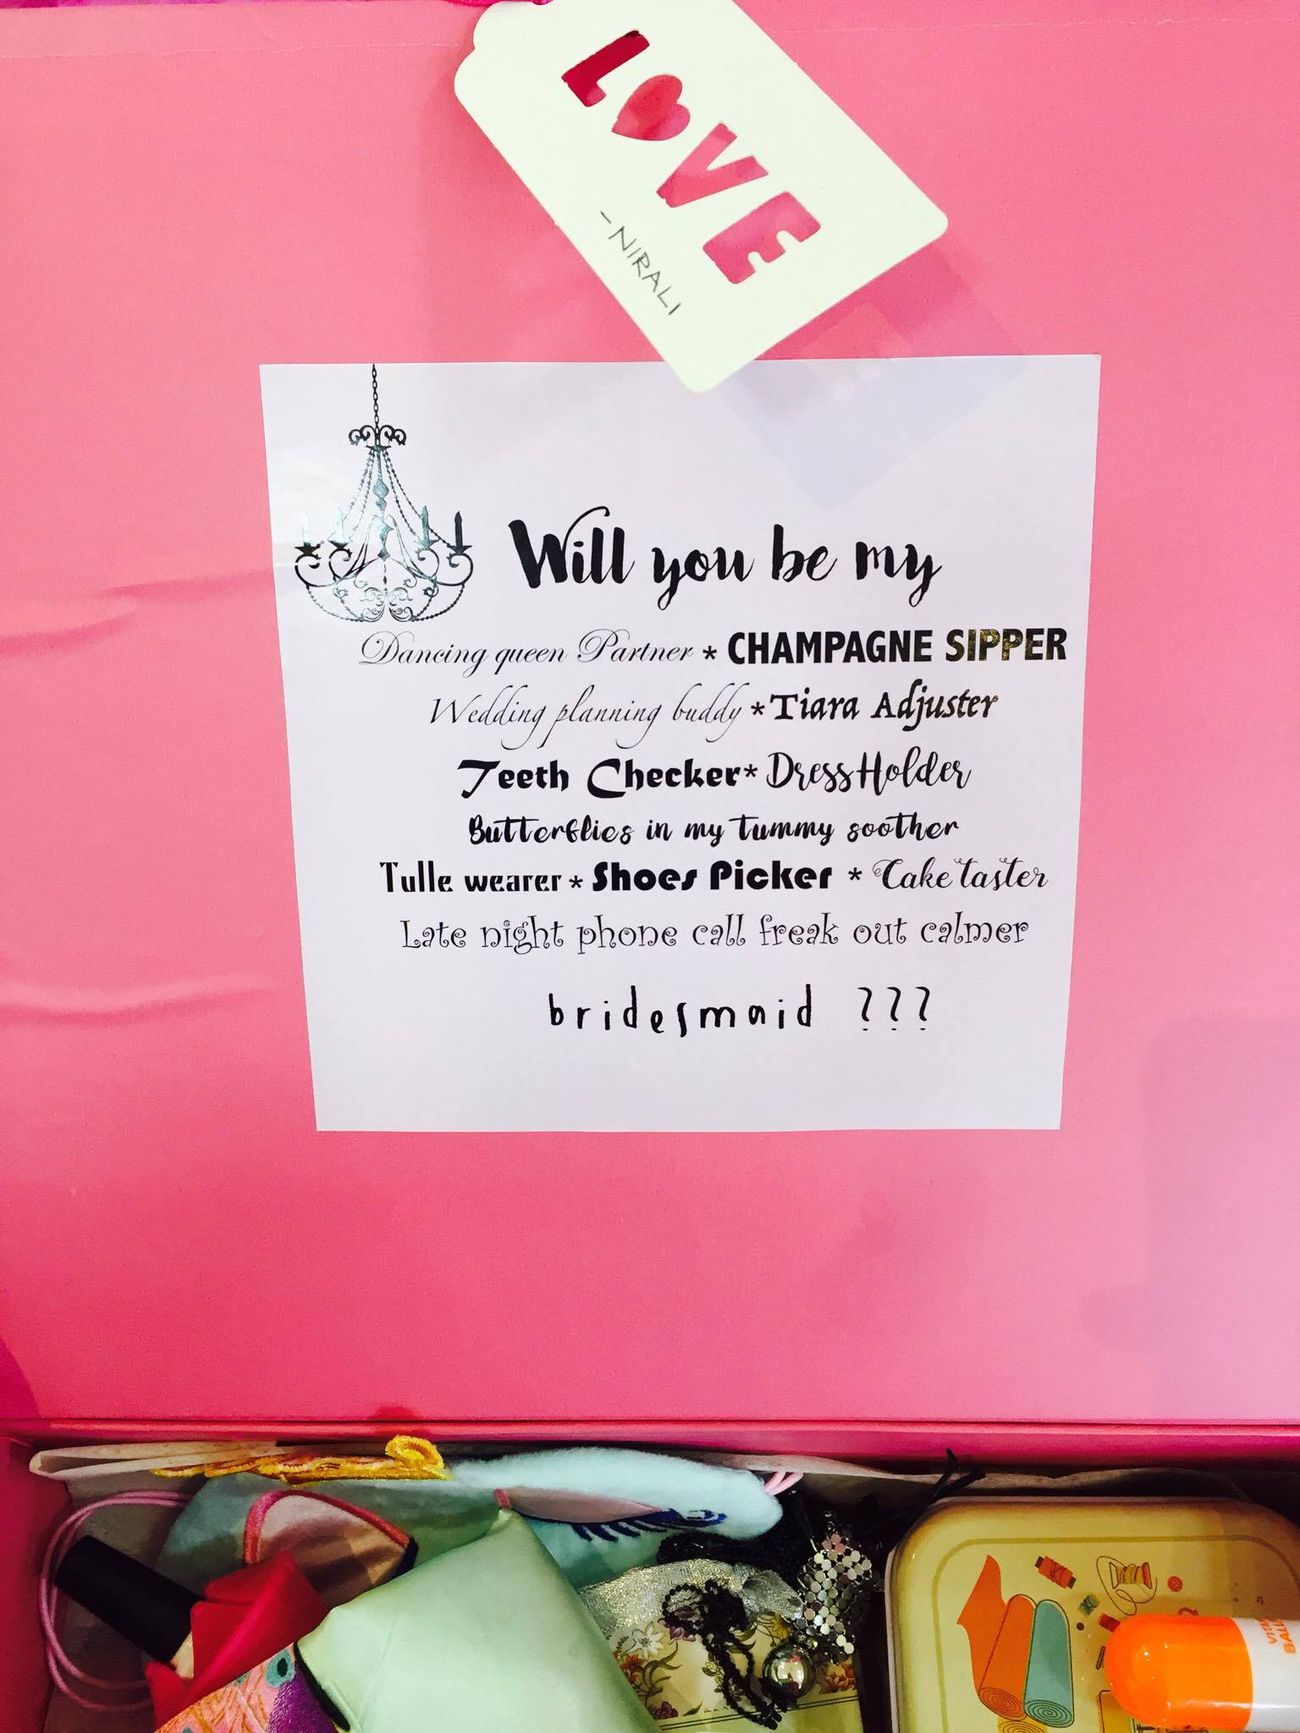 LOVE
-NIRALI
Will you be my
Dancing queen Partner * CHAMPAGNE SIPPER
Wedding planning buddy * Tiara Adjuster
Teeth Checker* Dress Holder
Butterflies in my tummy soother
Tulle wearer * Shoes Picker * Cake taster
Late night phone call freak out calmer
bridesmaid ???